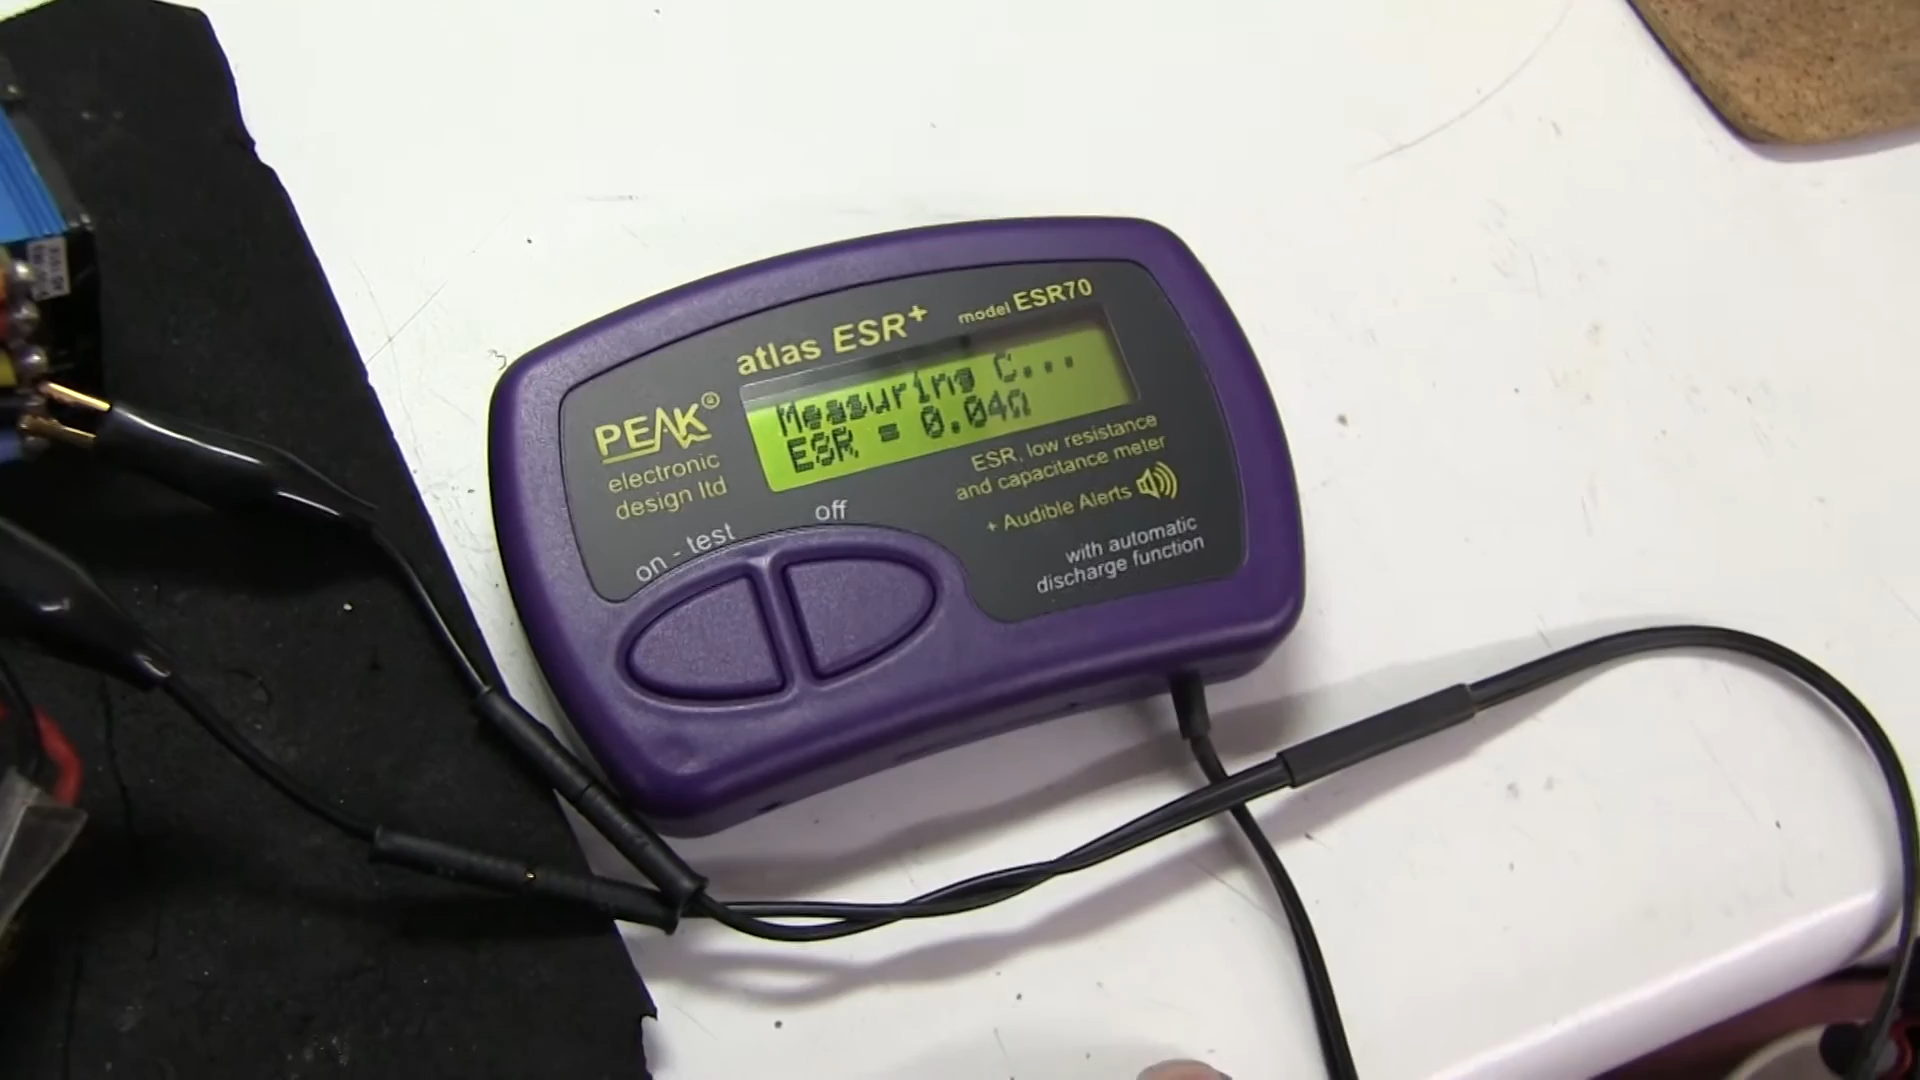 atlas ESR+ model ESR70
Measuring C...
ESR = 0.04Ω
PEAK®
electronic
design ltd
ESR, low resistance
and capacitance meter
+ Audible Alerts
with automatic
discharge function
on - test
off